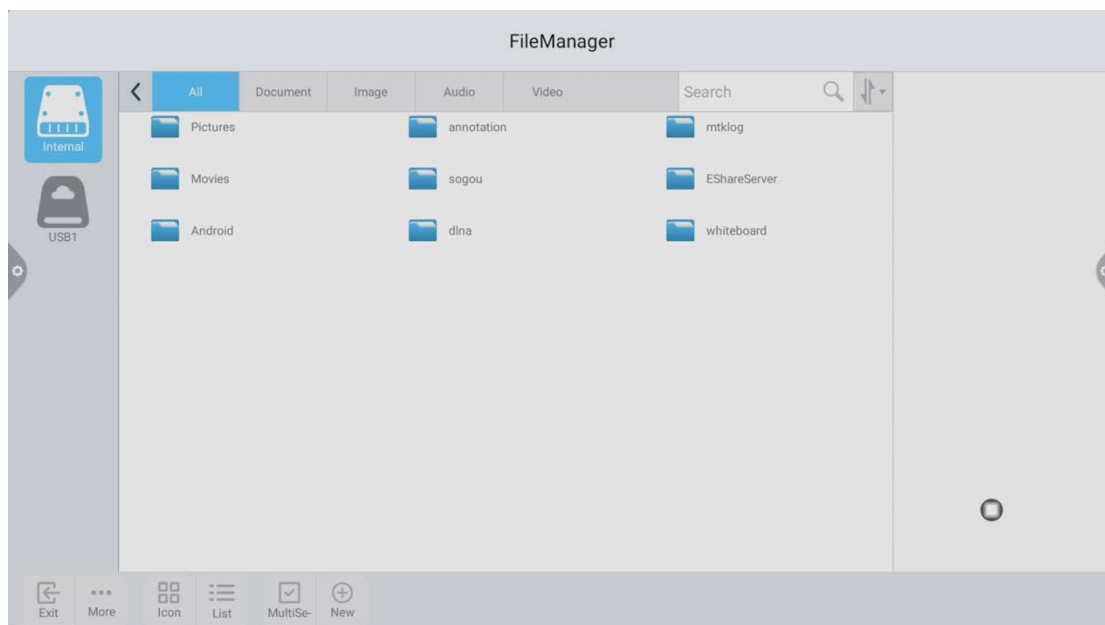 FileManager
All Document Image Audio Video Search
Internal
USB1
Pictures annotation mtklog
Movies sogou EShareServer
Android dlna whiteboard
Exit More Icon List MultiSe- New